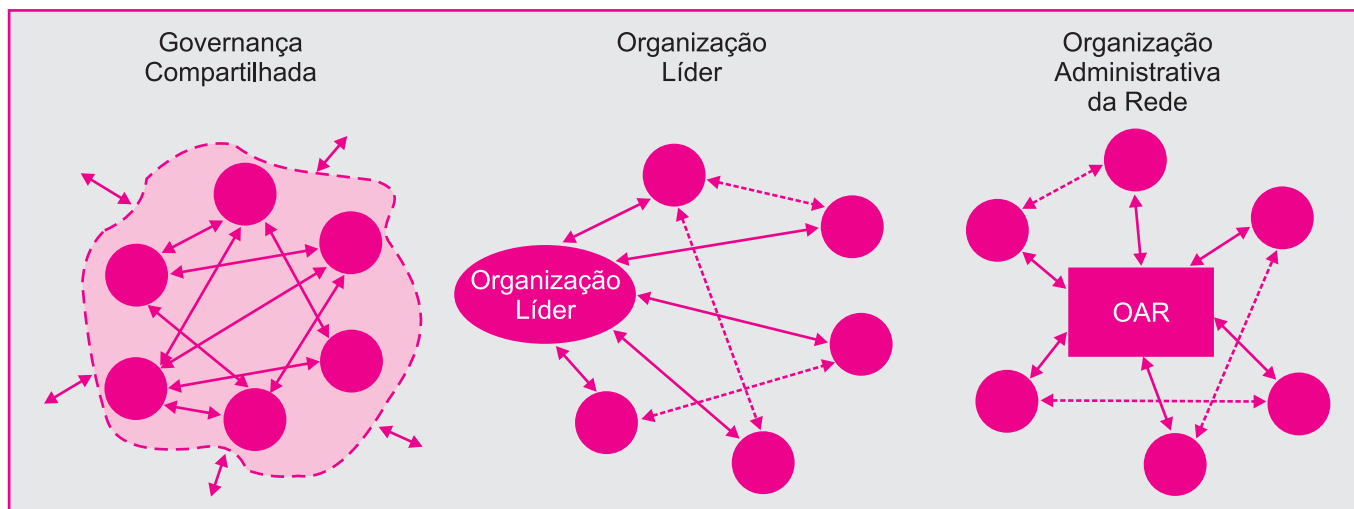 Governança
Compartilhada
Organização
Líder
Organização
Administrativa
da Rede
Organização
Líder
OAR